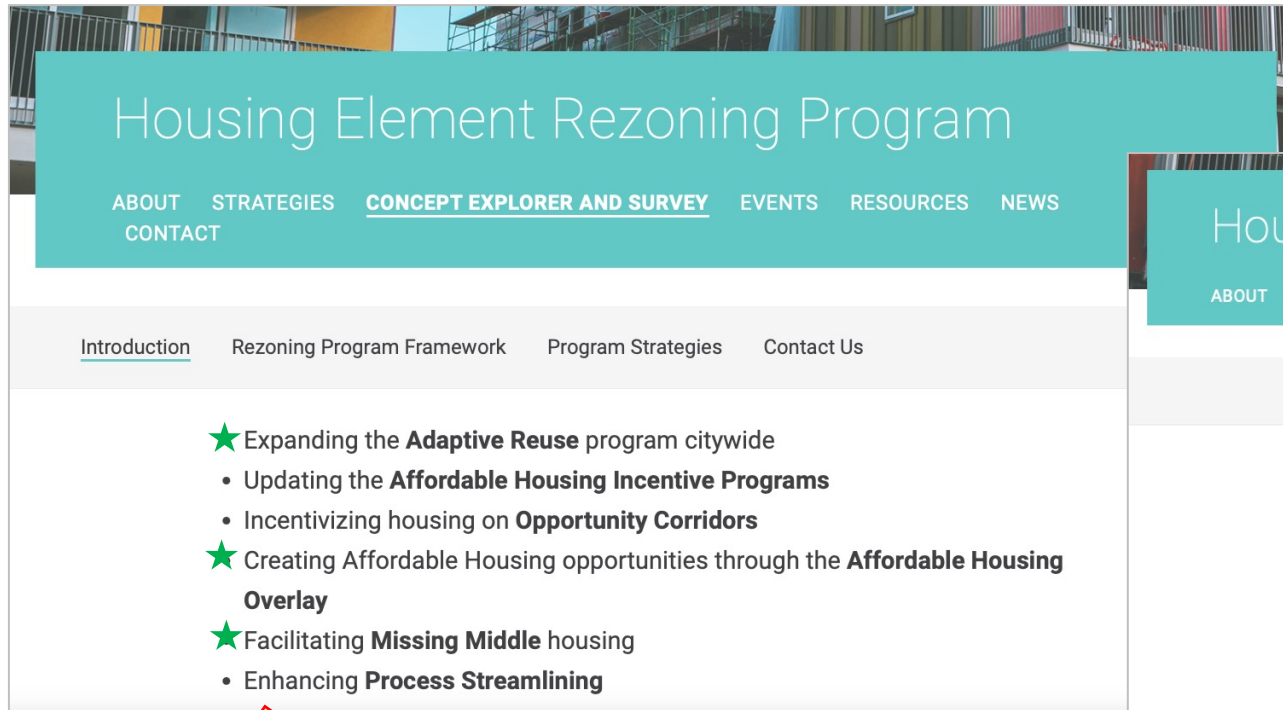 Housing Element Rezoning Program
ABOUT STRATEGIES CONCEPT EXPLORER AND SURVEY EVENTS RESOURCES NEWS
CONTACT
Introduction Rezoning Program Framework Program Strategies Contact Us
Expanding the Adaptive Reuse program citywide
• Updating the Affordable Housing Incentive Programs
• Incentivizing housing on Opportunity Corridors
Creating Affordable Housing opportunities through the Affordable Housing
Overlay
Facilitating Missing Middle housing
• Enhancing Process Streamlining
Hou
ABOUT